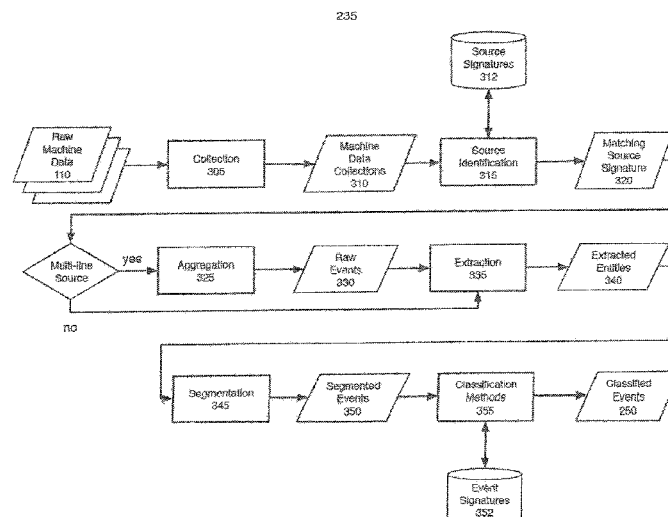 235
Source
Signatures
312
Raw
Machine
Data
110
Collection
305
Machine
Data
Collections
310
Source
Identification
315
Matching
Source
Signature
320
Multi-line
Source
yes
no
Aggregation
325
Raw
Events
330
Extraction
335
Extracted
Entities
340
Segmentation
345
Segmented
Events
350
Classification
Methods
355
Classified
Events
250
Event
Signatures
352